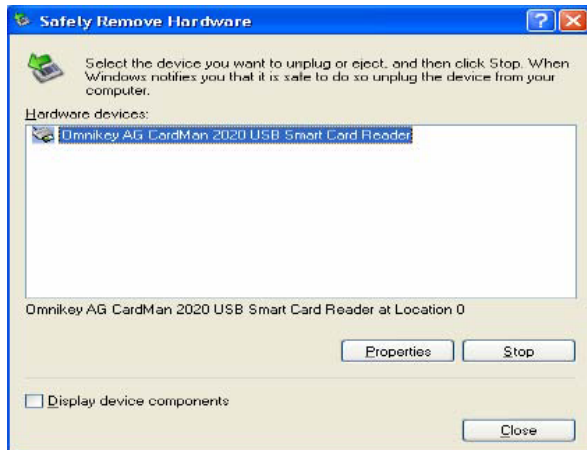 Safely Remove Hardware
Select the device you want to unplug or eject, and then click Stop. When
Windows notifies you that it is safe to do so unplug the device from your
computer.
Hardware devices:
Omnikey AG CardMan 2020 USB Smart Card Reader
Omnikey AG CardMan 2020 USB Smart Card Reader at Location 0
Properties Stop
Display device components
Close